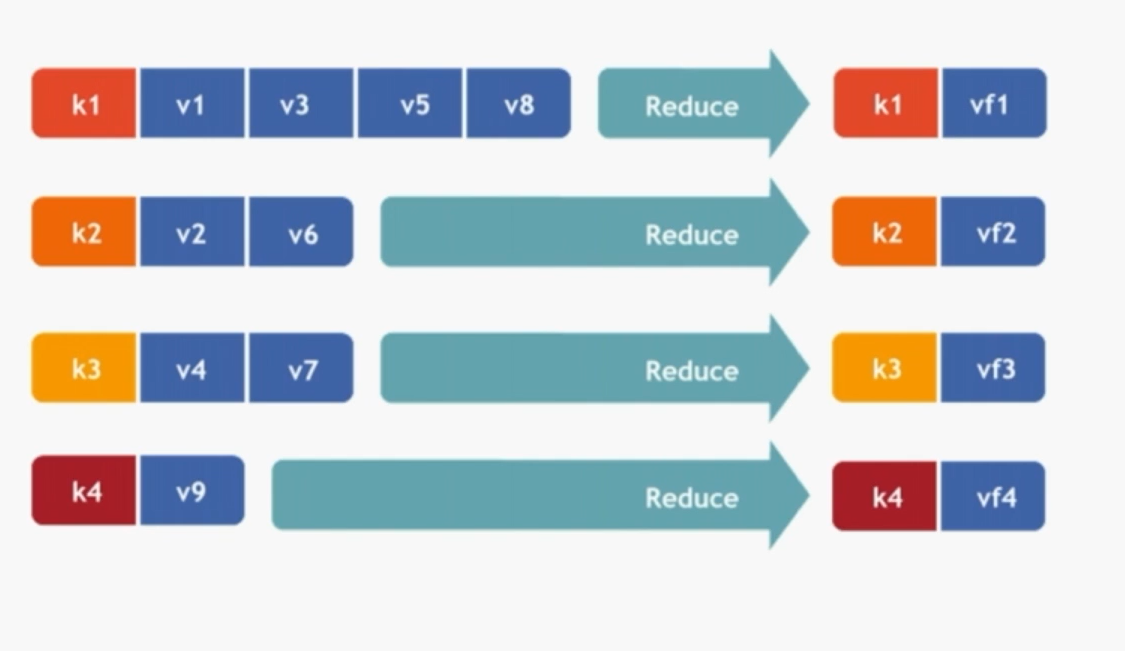 k1 v1 v3 v5 v8 Reduce k1 vf1
k2 v2 v6 Reduce k2 vf2
k3 v4 v7 Reduce k3 vf3
k4 v9 Reduce k4 vf4